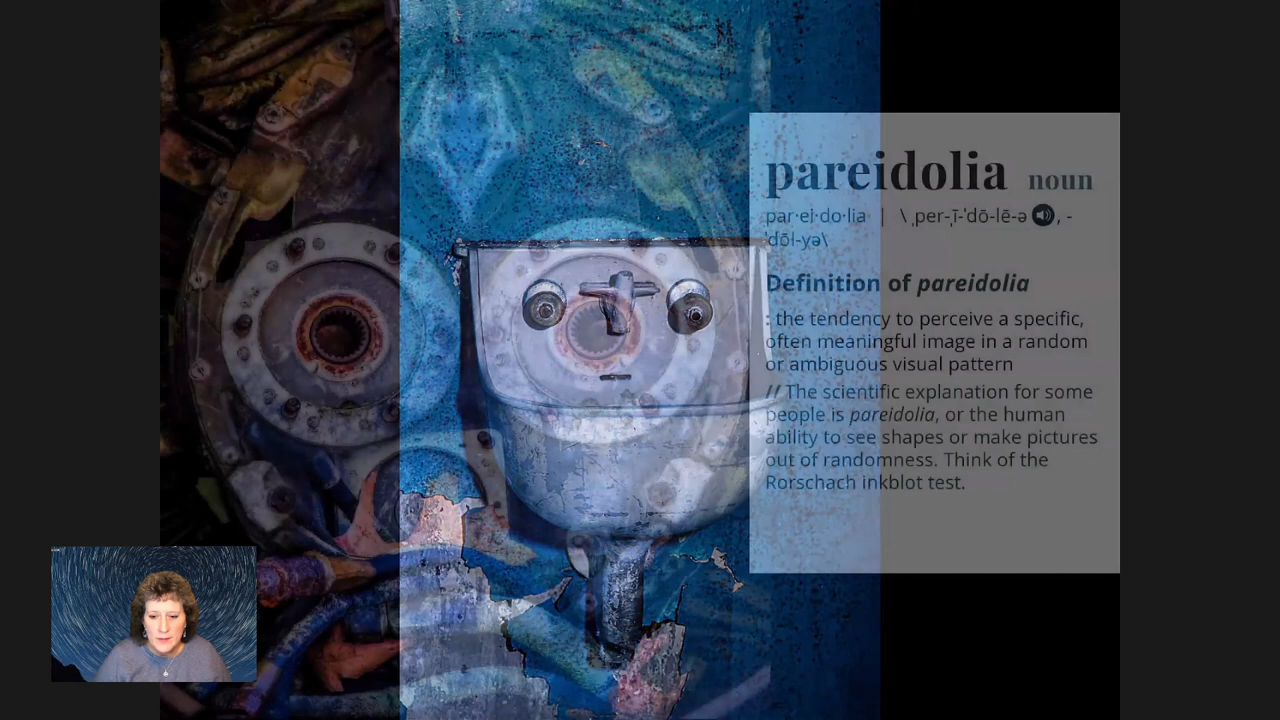 pareidolia noun
par·ei·do·lia | \ ˌper-ˌī-ˈdō-lē-ə , -
ˈdōl-yə\
Definition of pareidolia
: the tendency to perceive a specific,
often meaningful image in a random
or ambiguous visual pattern
// The scientific explanation for some
people is pareidolia, or the human
ability to see shapes or make pictures
out of randomness. Think of the
Rorschach inkblot test.